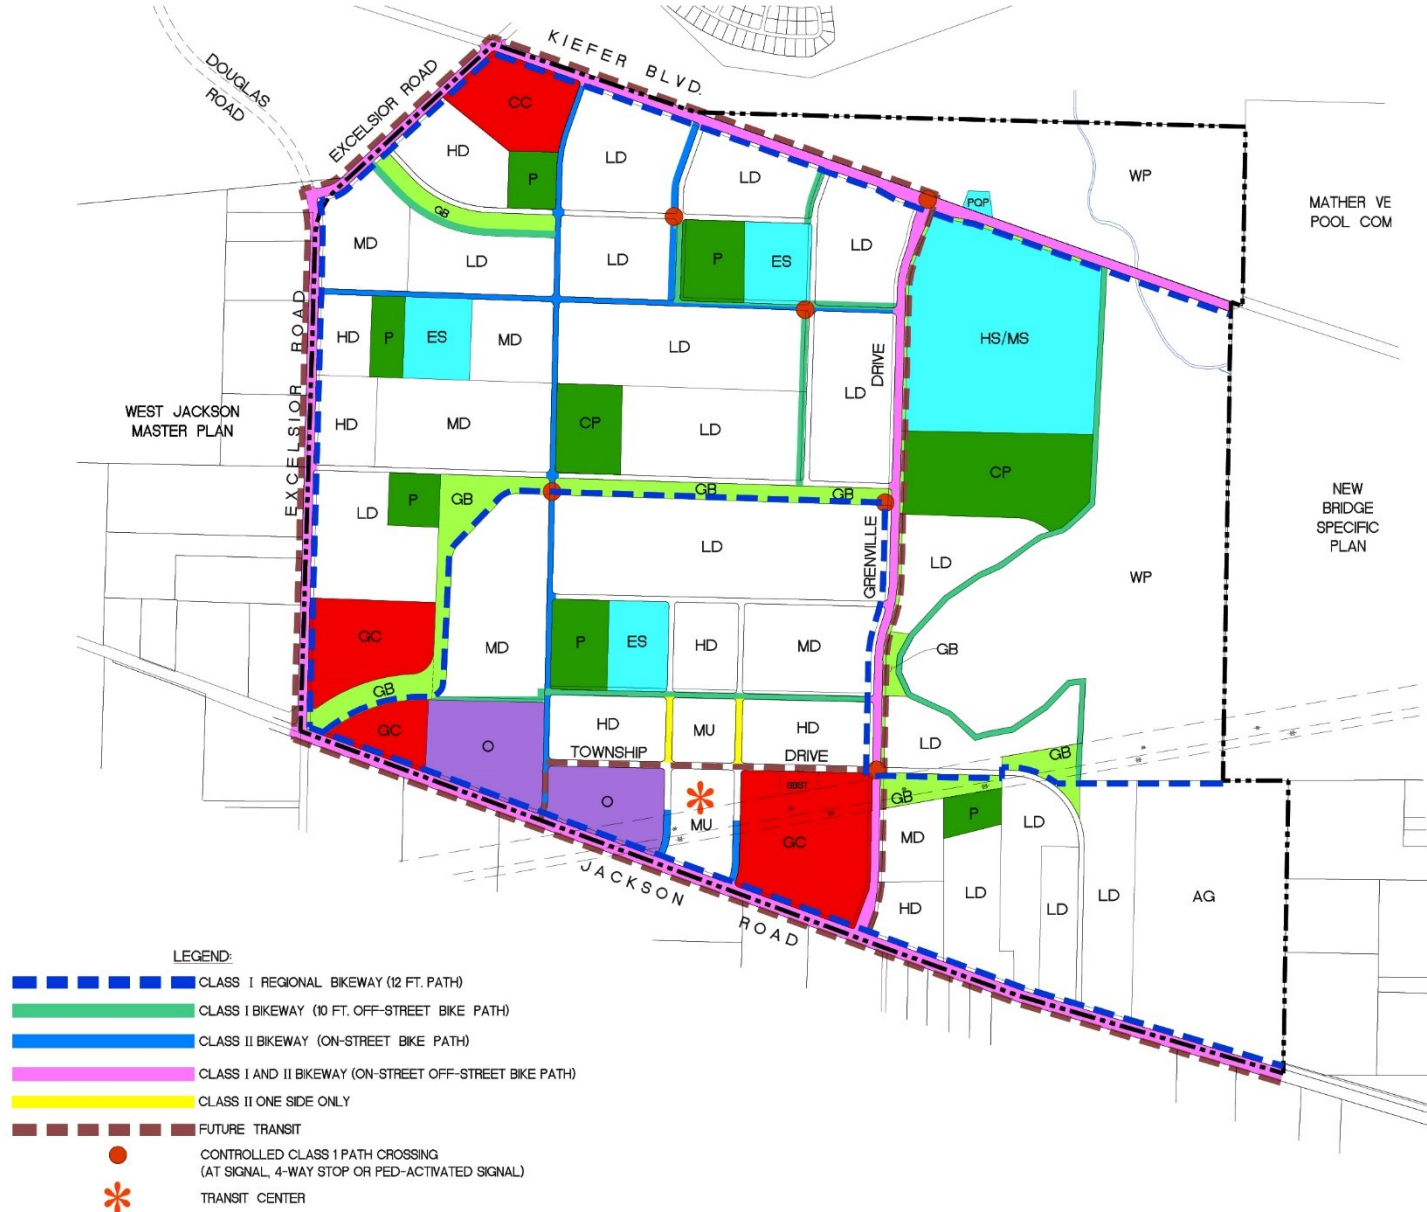 KIEFER BLVD.
DOUGLAS
ROAD
EXCELSIOR ROAD
CC
HD
P
LD
LD
WP
PQP
MATHER VE
POOL COM
GB
MD
LD
LD
P
ES
LD
HS/MS
HD
P
ES
MD
LD
DRIVE
LD
EXCELSIOR ROAD
WEST JACKSON
MASTER PLAN
HD
MD
CP
LD
CP
LD
P
GB
GB
GB
NEW
BRIDGE
SPECIFIC
PLAN
LD
GRENVILLE
LD
WP
GC
MD
P
ES
HD
MD
GB
GB
GC
O
HD
MU
HD
LD
GB
TOWNSHIP
DRIVE
O
MU
GC
GB
P
LD
MD
JACKSON
ROAD
HD
LD
LD
LD
AG
LEGEND:
CLASS I REGIONAL BIKEWAY (12 FT. PATH)
CLASS I BIKEWAY (10 FT. OFF-STREET BIKE PATH)
CLASS II BIKEWAY (ON-STREET BIKE PATH)
CLASS I AND II BIKEWAY (ON-STREET OFF-STREET BIKE PATH)
CLASS II ONE SIDE ONLY
FUTURE TRANSIT
CONTROLLED CLASS 1 PATH CROSSING
(AT SIGNAL, 4-WAY STOP OR PED-ACTIVATED SIGNAL)
TRANSIT CENTER